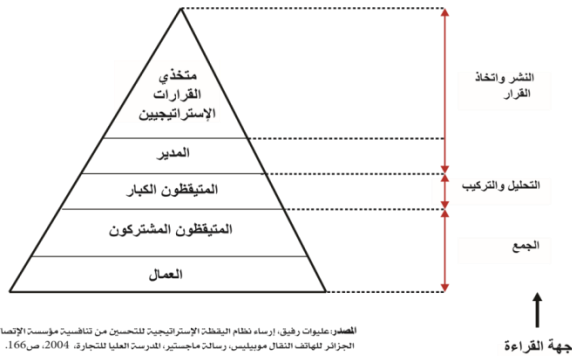 متخذي
القرارات
الإستراتيجيين
المدير
المتيقظون الكبار
المتيقظون المشتركون
العمال
النشر واتخاذ
القرار
التحليل والتركيب
الجمع
جهة القراءة
المصدر: عليوات رفيق، إرساء نظام اليقظة الإستراتيجية للتحسين من تنافسية مؤسسة الإتصا
الجزائر للهاتف النقال موبيليس، رسالة ماجستير، المدرسة العليا للتجارة، 2004، ص166.